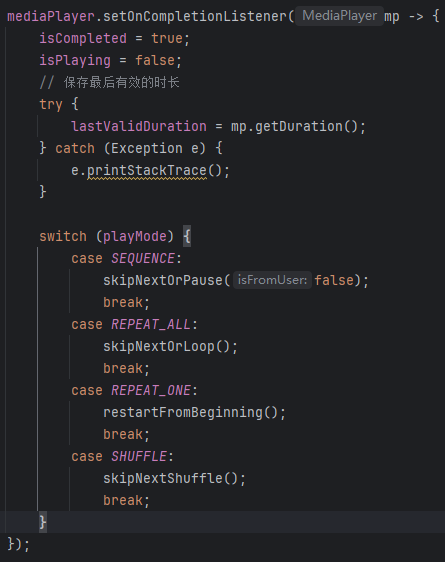 mediaPlayer.setOnCompletionListener( MediaPlayer mp -> {
    isCompleted = true;
    isPlaying = false;
    // 保存最后有效的时长
    try {
        lastValidDuration = mp.getDuration();
    } catch (Exception e) {
        e.printStackTrace();
    }

    switch (playMode) {
        case SEQUENCE:
            skipNextOrPause( isFromUser: false);
            break;
        case REPEAT_ALL:
            skipNextOrLoop();
            break;
        case REPEAT_ONE:
            restartFromBeginning();
            break;
        case SHUFFLE:
            skipNextShuffle();
            break;
    }
});